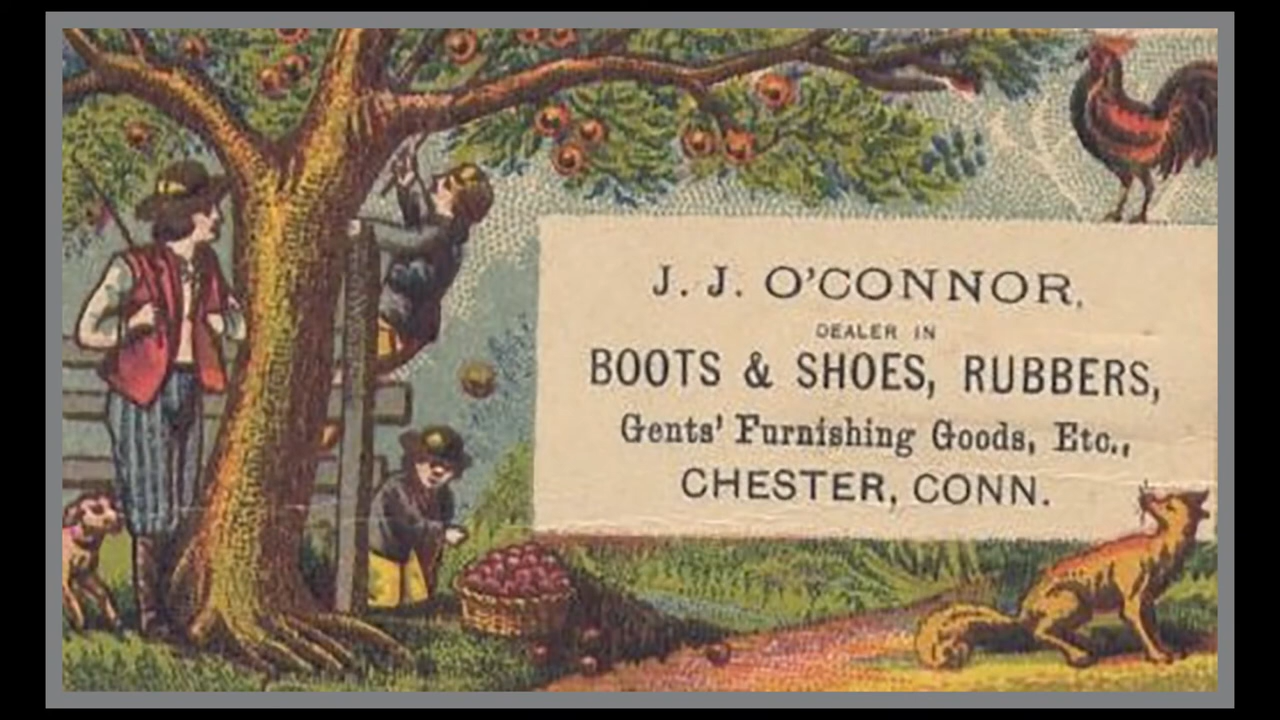 J. J. O'CONNOR,
DEALER IN
BOOTS & SHOES, RUBBERS,
Gents' Furnishing Goods, Etc.,
CHESTER, CONN.